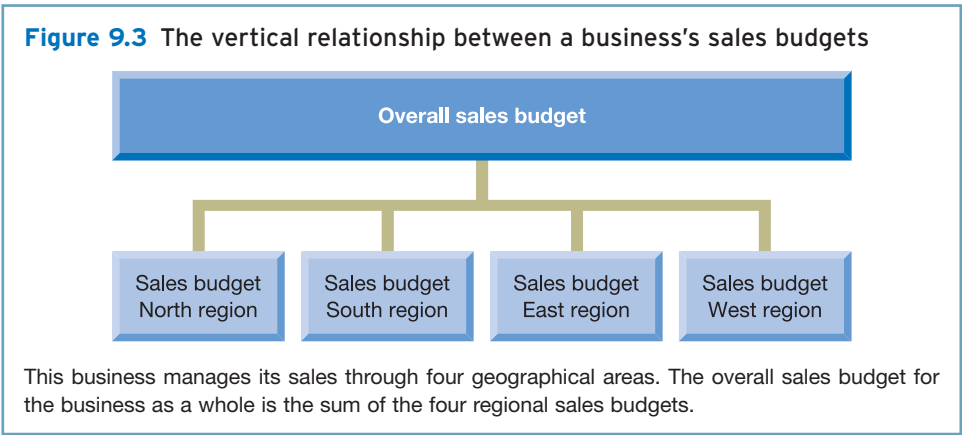 Figure 9.3 The vertical relationship between a business's sales budgets
Overall sales budget
Sales budget
North region
Sales budget
South region
Sales budget
East region
Sales budget
West region
This business manages its sales through four geographical areas. The overall sales budget for
the business as a whole is the sum of the four regional sales budgets.